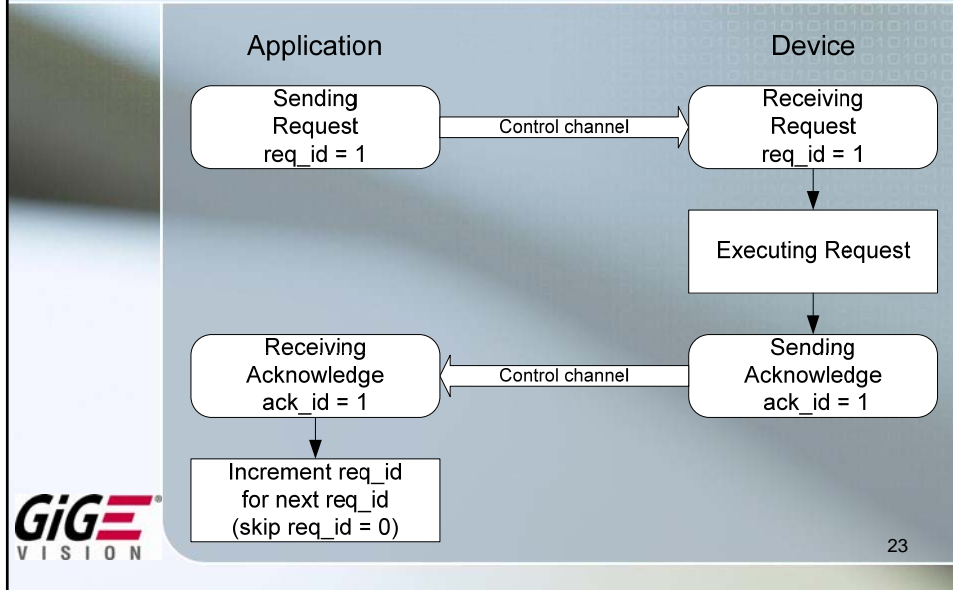 Application
Device
Sending
Request
req_id = 1
Control channel
Receiving
Request
req_id = 1
Executing Request
Receiving
Acknowledge
ack_id = 1
Control channel
Sending
Acknowledge
ack_id = 1
Increment req_id
for next req_id
(skip req_id = 0)
GiGE®
VISION
23